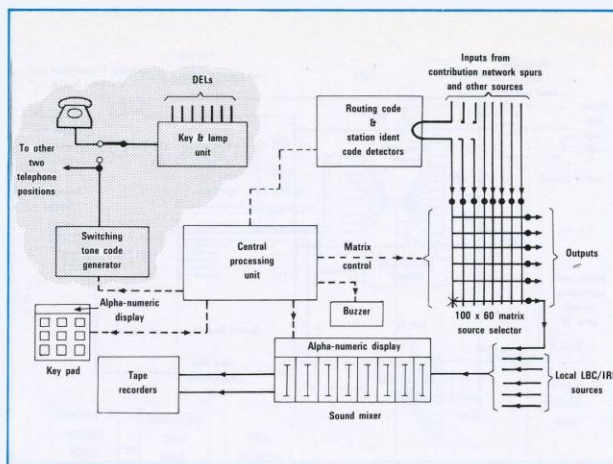 Inputs from
contribution network spurs
and other sources
DELs
Key & lamp
unit
Routing code
&
station ident
code detectors
To other
two
telephone
positions
Switching
tone code
generator
Central
processing
unit
Matrix
control
Outputs
Buzzer
100 x 60 matrix
source selector
Alpha-numeric
display
Key pad
Tape
recorders
Alpha-numeric display
Sound mixer
Local LBC/IRN
sources